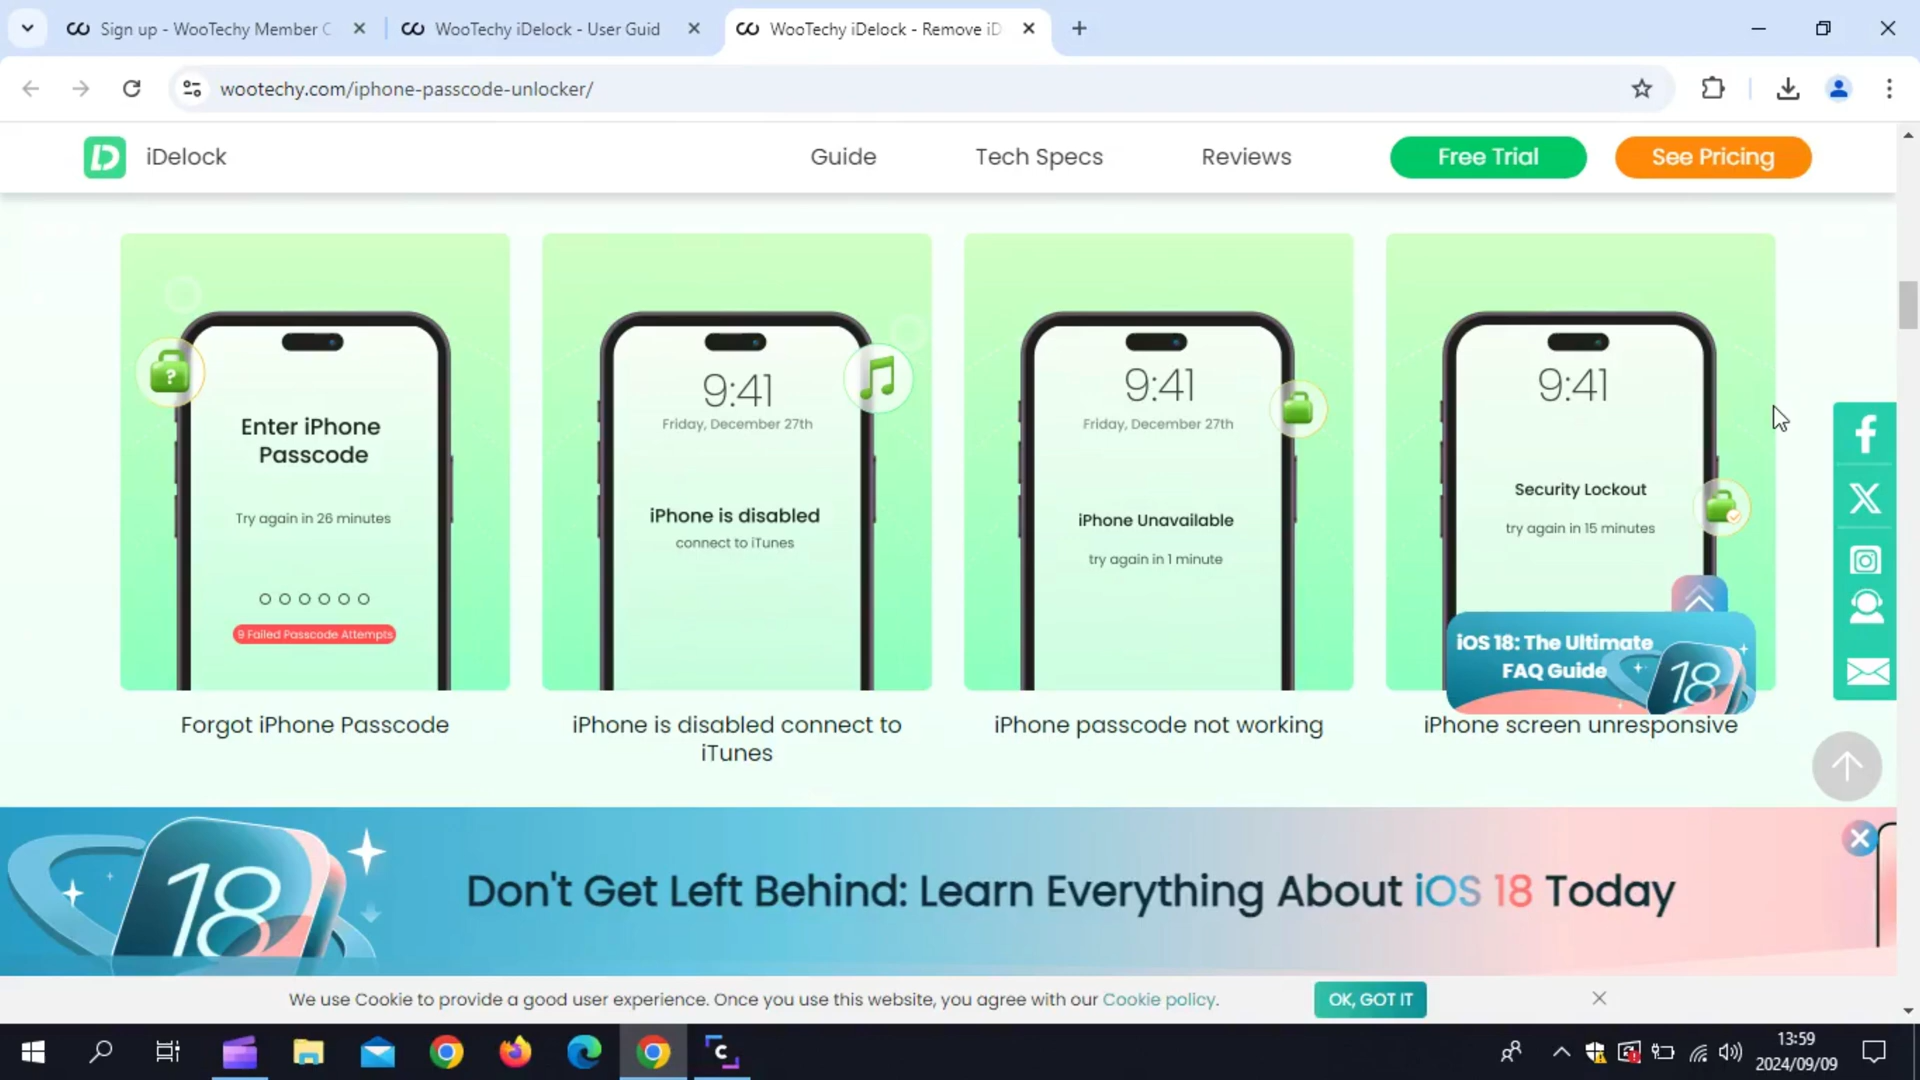 Sign up - WooTechy Member C
WooTechy iDelock - User Guid
WooTechy iDelock - Remove iD
wootechy.com/iphone-passcode-unlocker/
iDelock
Guide
Tech Specs
Reviews
Free Trial
See Pricing
Enter iPhone
Passcode
Try again in 26 minutes
9 Failed Passcode Attempts
Forgot iPhone Passcode
9:41
Friday, December 27th
iPhone is disabled
connect to iTunes
iPhone is disabled connect to
iTunes
9:41
Friday, December 27th
iPhone Unavailable
try again in 1 minute
iPhone passcode not working
9:41
Security Lockout
try again in 15 minutes
iOS 18: The Ultimate
FAQ Guide
18
iPhone screen unresponsive
18
Don't Get Left Behind: Learn Everything About iOS 18 Today
We use Cookie to provide a good user experience. Once you use this website, you agree with our Cookie policy.
OK, GOT IT
13:59
2024/09/09